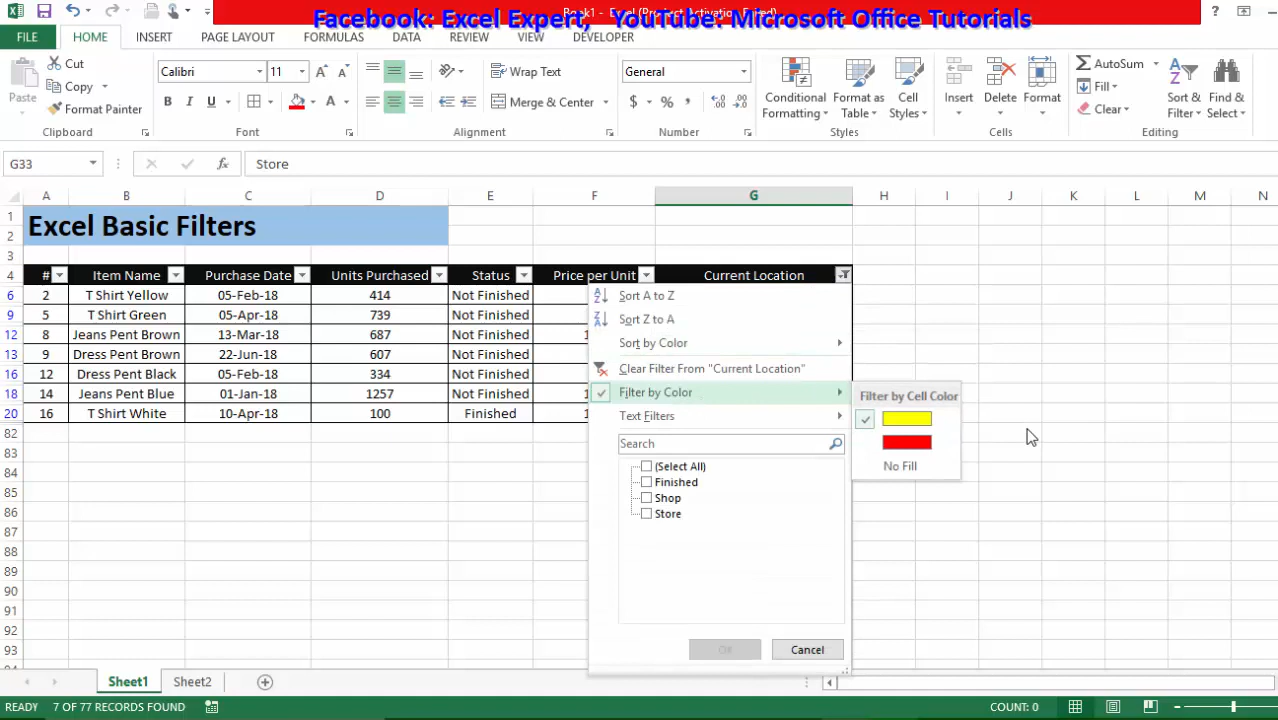 Book1 - Excel (Product Activation Failed)
Facebook: Excel Expert, YouTube: Microsoft Office Tutorials
FILE HOME INSERT PAGE LAYOUT FORMULAS DATA REVIEW VIEW DEVELOPER
Paste
Cut
Copy
Format Painter
Clipboard
Calibri 11
B I U
Font
Wrap Text
Merge & Center
Alignment
General
$ % ,
Number
Conditional Formatting
Format as Table
Cell Styles
Styles
Insert
Delete
Format
Cells
AutoSum
Fill
Clear
Sort & Filter
Find & Select
Editing
G33 fx Store
A B C D E F G H I J K L M N
1 Excel Basic Filters
2
3
4 # Item Name Purchase Date Units Purchased Status Price per Unit Current Location
6 2 T Shirt Yellow 05-Feb-18 414 Not Finished
9 5 T Shirt Green 05-Apr-18 739 Not Finished
12 8 Jeans Pent Brown 13-Mar-18 687 Not Finished
13 9 Dress Pent Brown 22-Jun-18 607 Not Finished
16 12 Dress Pent Black 05-Feb-18 334 Not Finished
18 14 Jeans Pent Blue 01-Jan-18 1257 Not Finished
20 16 T Shirt White 10-Apr-18 100 Finished
82
83
84
85
86
87
88
89
90
91
92
93
Sort A to Z
Sort Z to A
Sort by Color
Clear Filter From "Current Location"
Filter by Color
Text Filters
Search
(Select All)
Finished
Shop
Store
OK Cancel
Filter by Cell Color
No Fill
Sheet1 Sheet2
READY 7 OF 77 RECORDS FOUND COUNT: 0